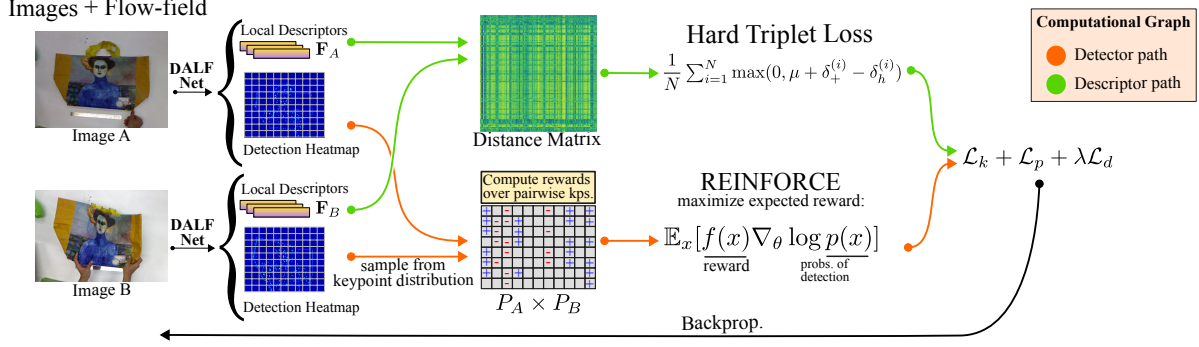 Images + Flow-field
Image A
DALF
Net
Local Descriptors
F_A
Detection Heatmap
Image B
DALF
Net
Local Descriptors
F_B
Detection Heatmap
sample from
keypoint distribution
Distance Matrix
Compute rewards
over pairwise kps.
P_A × P_B
Hard Triplet Loss
1/N ∑_{i=1}^{N} max(0, μ + δ_+^{(i)} − δ_h^{(i)})
REINFORCE
maximize expected reward:
𝔼_x[f(x)∇_θ log p(x)]
reward
probs. of
detection
ℒ_k + ℒ_p + λℒ_d
Backprop.
Computational Graph
Detector path
Descriptor path